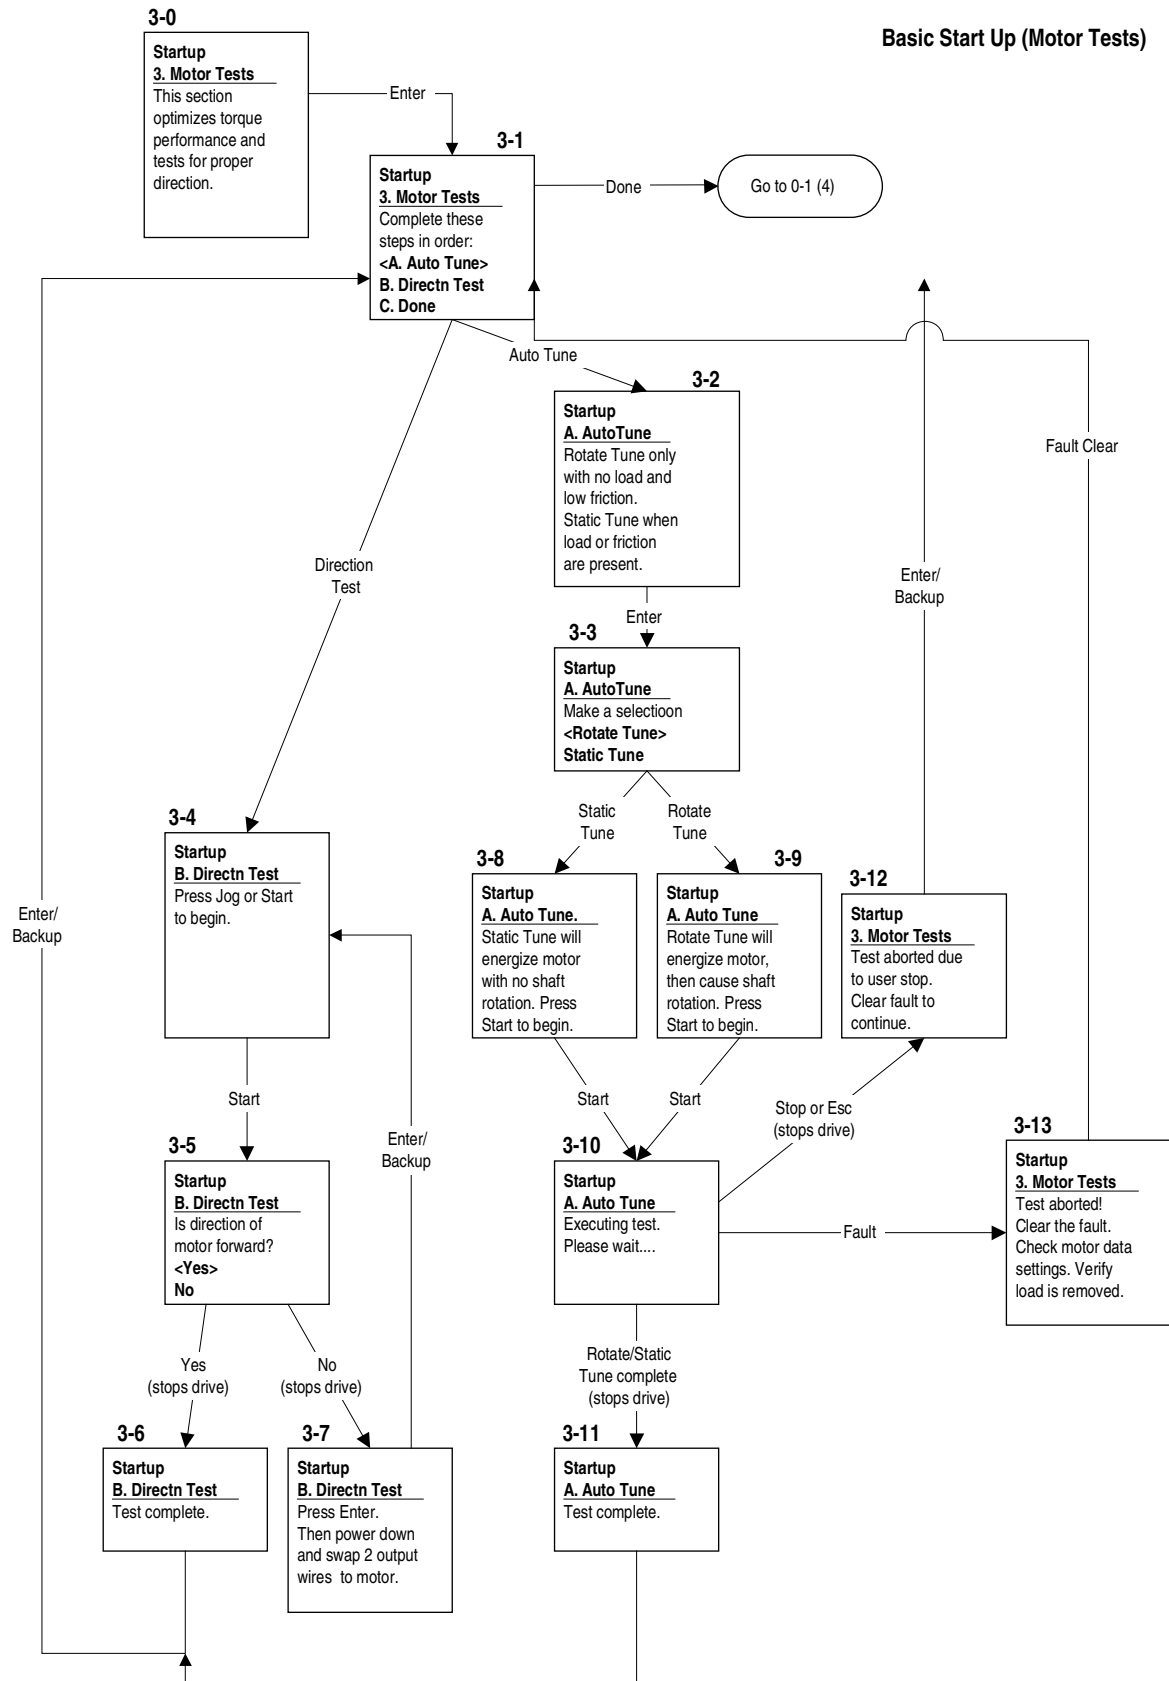 Basic Start Up (Motor Tests)
3-0
Startup
3. Motor Tests
This section
optimizes torque
performance and
tests for proper
direction.
Enter
3-1
Startup
3. Motor Tests
Complete these
steps in order:
<A. Auto Tune>
B. Directn Test
C. Done
Done
Go to 0-1 (4)
Auto Tune
3-2
Startup
A. AutoTune
Rotate Tune only
with no load and
low friction.
Static Tune when
load or friction
are present.
Fault Clear
Direction
Test
Enter/
Backup
Enter
3-3
Startup
A. AutoTune
Make a selectioon
<Rotate Tune>
Static Tune
Static
Tune
Rotate
Tune
3-4
Startup
B. Directn Test
Press Jog or Start
to begin.
3-8
Startup
A. Auto Tune.
Static Tune will
energize motor
with no shaft
rotation. Press
Start to begin.
3-9
Startup
A. Auto Tune
Rotate Tune will
energize motor,
then cause shaft
rotation. Press
Start to begin.
3-12
Startup
3. Motor Tests
Test aborted due
to user stop.
Clear fault to
continue.
Enter/
Backup
Start
Start
Start
Stop or Esc
(stops drive)
Enter/
Backup
3-5
Startup
B. Directn Test
Is direction of
motor forward?
<Yes>
No
3-10
Startup
A. Auto Tune
Executing test.
Please wait....
Fault
3-13
Startup
3. Motor Tests
Test aborted!
Clear the fault.
Check motor data
settings. Verify
load is removed.
Yes
(stops drive)
No
(stops drive)
Rotate/Static
Tune complete
(stops drive)
3-6
Startup
B. Directn Test
Test complete.
3-7
Startup
B. Directn Test
Press Enter.
Then power down
and swap 2 output
wires to motor.
3-11
Startup
A. Auto Tune
Test complete.